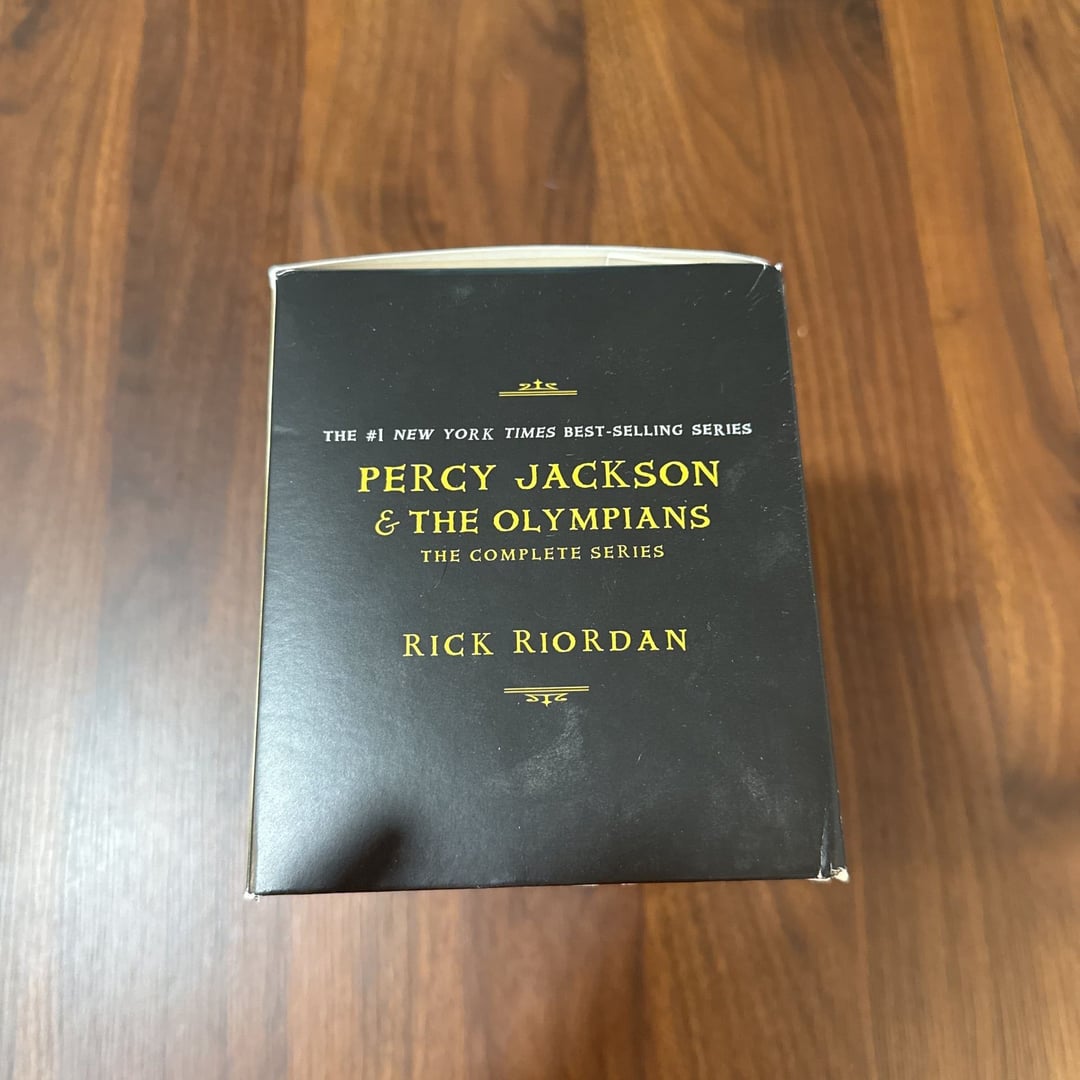 THE #1 NEW YORK TIMES BEST-SELLING SERIES
PERCY JACKSON
& THE OLYMPIANS
THE COMPLETE SERIES
RICK RIORDAN